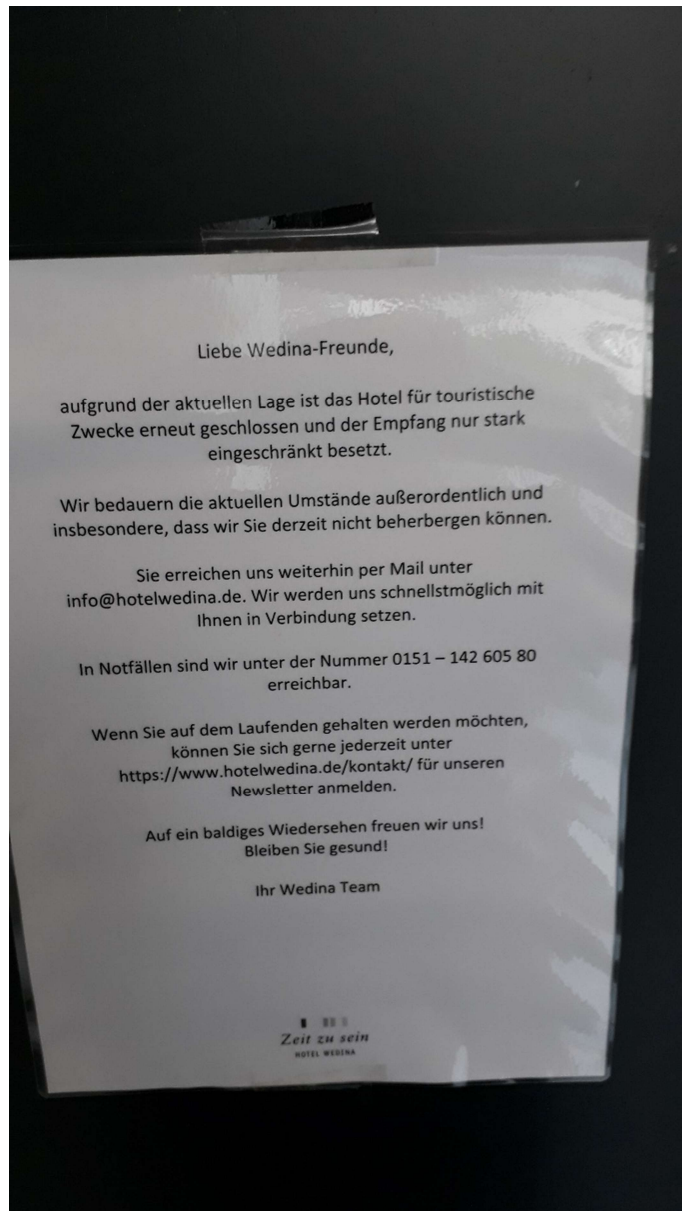 Liebe Wedina-Freunde,
aufgrund der aktuellen Lage ist das Hotel für touristische
Zwecke erneut geschlossen und der Empfang nur stark
eingeschränkt besetzt.
Wir bedauern die aktuellen Umstände außerordentlich und
insbesondere, dass wir Sie derzeit nicht beherbergen können.
Sie erreichen uns weiterhin per Mail unter
info@hotelwedina.de. Wir werden uns schnellstmöglich mit
Ihnen in Verbindung setzen.
In Notfällen sind wir unter der Nummer 0151 – 142 605 80
erreichbar.
Wenn Sie auf dem Laufenden gehalten werden möchten,
können Sie sich gerne jederzeit unter
https://www.hotelwedina.de/kontakt/ für unseren
Newsletter anmelden.
Auf ein baldiges Wiedersehen freuen wir uns!
Bleiben Sie gesund!
Ihr Wedina Team
Zeit zu sein
HOTEL WEDINA